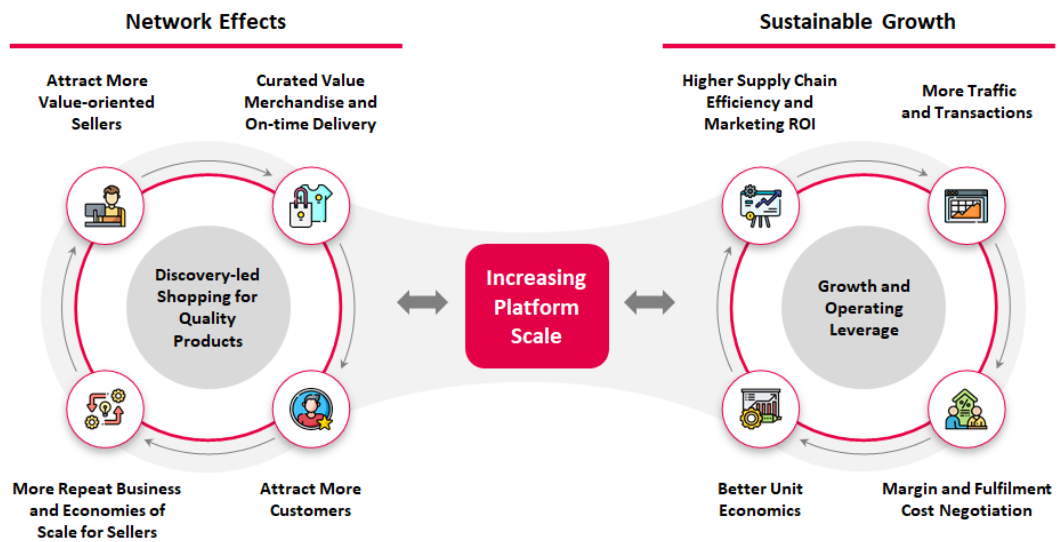 Network Effects
Sustainable Growth
Attract More
Value-oriented
Sellers
Curated Value
Merchandise and
On-time Delivery
Higher Supply Chain
Efficiency and
Marketing ROI
More Traffic
and Transactions
Discovery-led
Shopping for
Quality
Products
Increasing
Platform
Scale
Growth and
Operating
Leverage
More Repeat Business
and Economies of
Scale for Sellers
Attract More
Customers
Better Unit
Economics
Margin and Fulfilment
Cost Negotiation